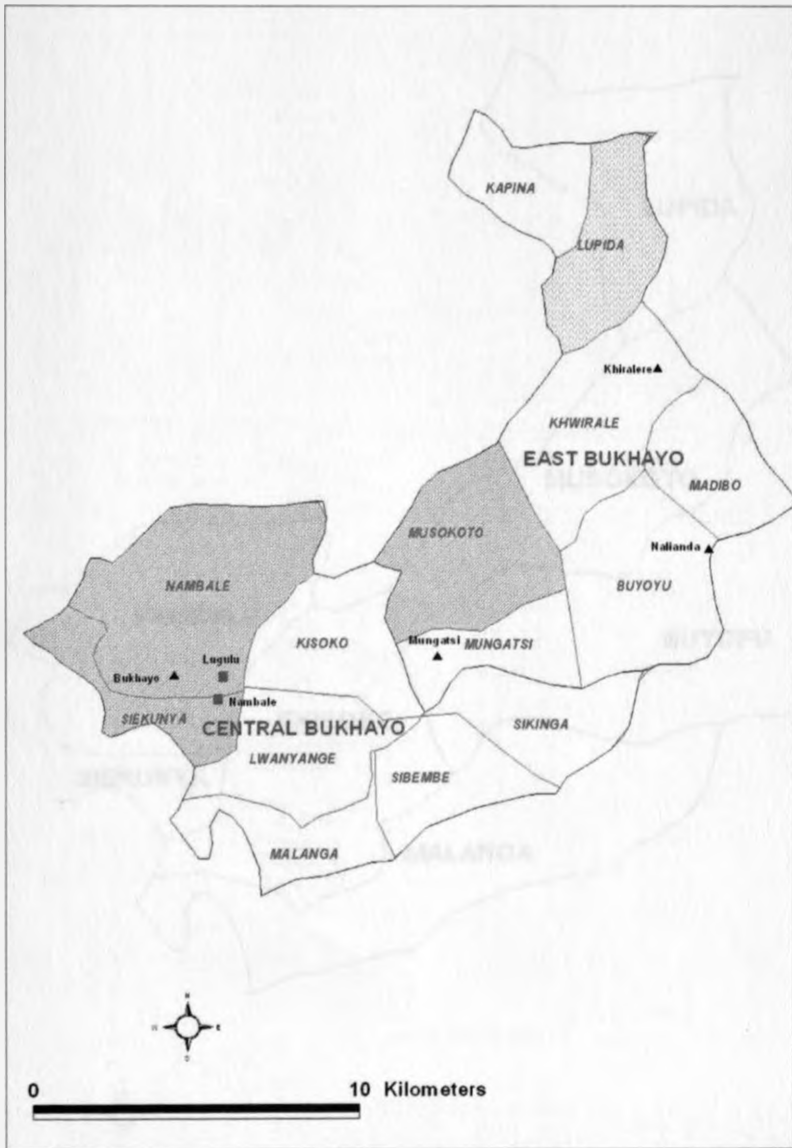 KAPINA
LUPIDA
Khiralere
KHWIRALE
EAST BUKHAYO
MADIBO
MUSOKOTO
Nalianda
NAMBALE
BUYOYU
KISOKO
Mungatsi
MUNGATSI
Lugulu
Bukhayo
Nambale
SIEKUNYA
CENTRAL BUKHAYO
SIKINGA
LWANYANGE
SIBEMBE
MALANGA
N
E
0
10 Kilometers